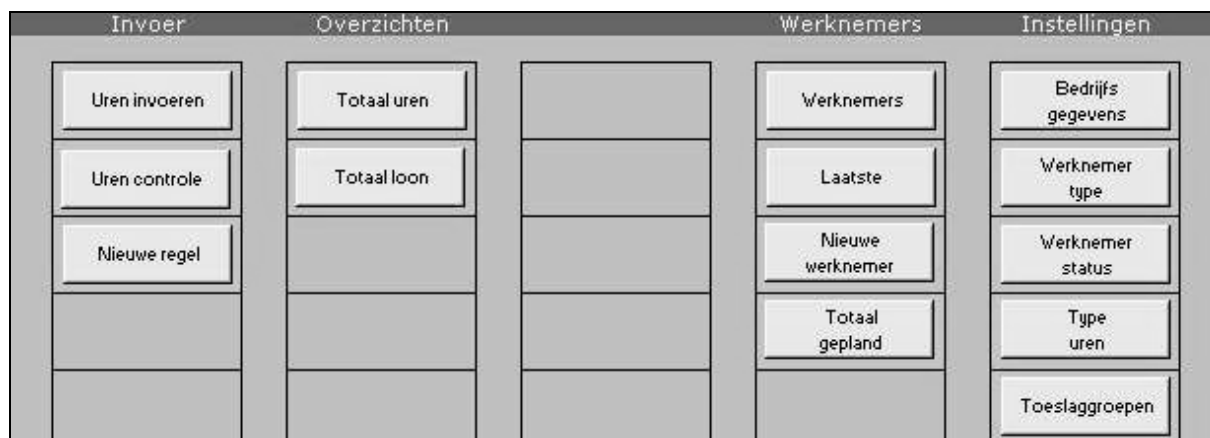 Invoer Overzichten Werknemers Instellingen
Uren invoeren Totaal uren Werknemers Bedrijfs
gegevens
Uren controle Totaal loon Laatste Werknemer
type
Nieuwe regel Nieuwe
werknemer Werknemer
status
Totaal
gepland Type
uren
Toeslaggroepen